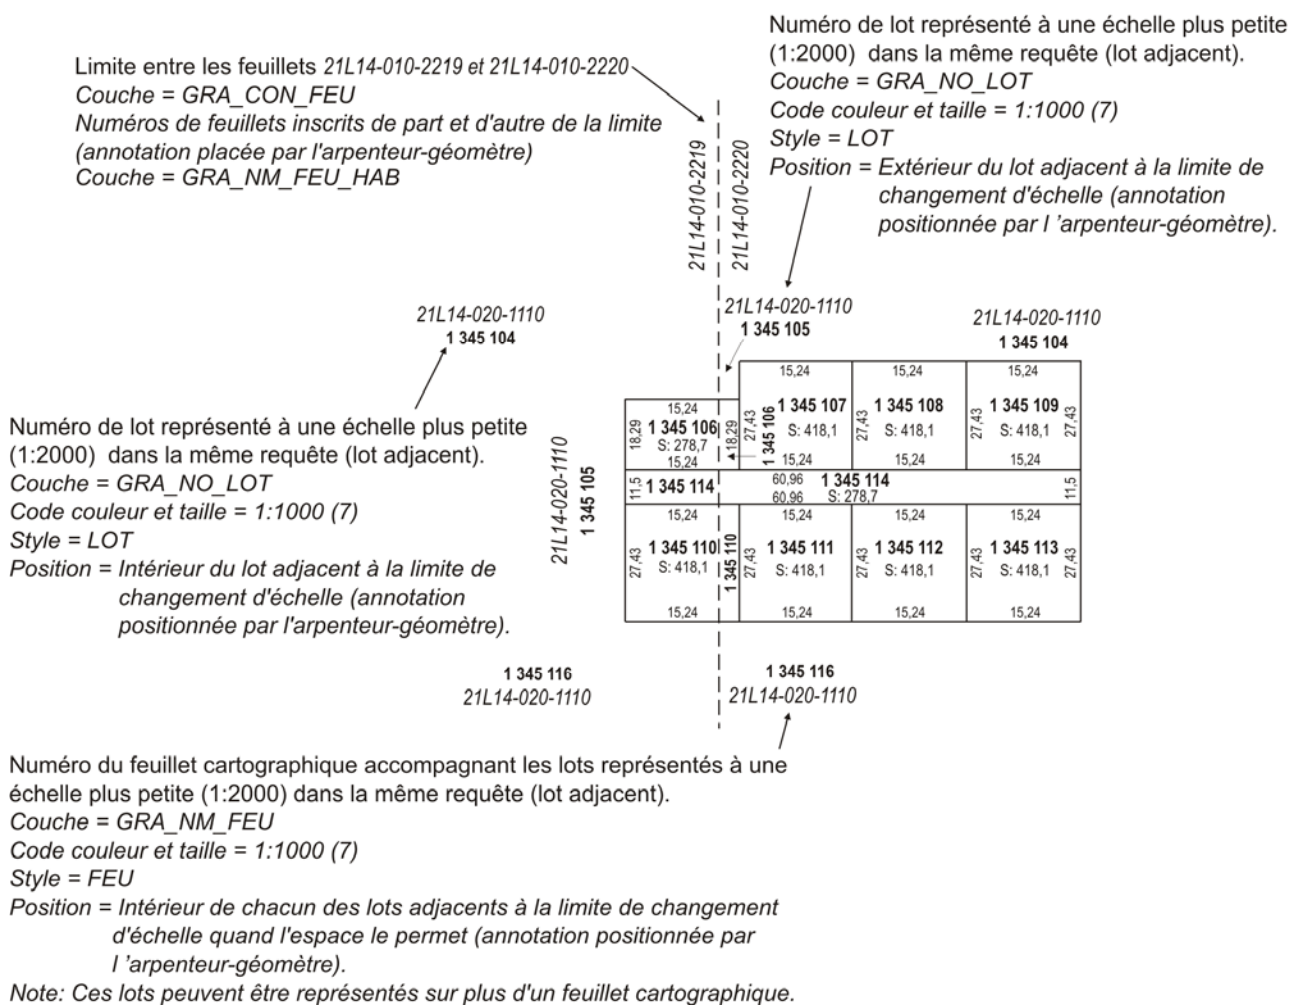 Numéro de lot représenté à une échelle plus petite
(1:2000) dans la même requête (lot adjacent).
Couche = GRA_NO_LOT
Code couleur et taille = 1:1000 (7)
Style = LOT
Position = Extérieur du lot adjacent à la limite de
changement d'échelle (annotation
positionnée par l 'arpenteur-géomètre).
Limite entre les feuillets 21L14-010-2219 et 21L14-010-2220
Couche = GRA_CON_FEU
Numéros de feuillets inscrits de part et d'autre de la limite
(annotation placée par l'arpenteur-géomètre)
Couche = GRA_NM_FEU_HAB
21L14-010-2219
21L14-010-2220
21L14-020-1110
1 345 104
21L14-020-1110
1 345 105
21L14-020-1110
1 345 104
Numéro de lot représenté à une échelle plus petite
(1:2000) dans la même requête (lot adjacent).
Couche = GRA_NO_LOT
Code couleur et taille = 1:1000 (7)
Style = LOT
Position = Intérieur du lot adjacent à la limite de
changement d'échelle (annotation
positionnée par l'arpenteur-géomètre).
21L14-020-1110
1 345 105
15,24
18,29
1 345 106
S: 278,7
15,24
18,29
1 345 106
15,24
27,43
1 345 107
S: 418,1
15,24
15,24
27,43
1 345 108
S: 418,1
15,24
15,24
27,43
1 345 109
27,43
S: 418,1
15,24
11,5
1 345 114
60,96
1 345 114
60,96
S: 278,7
11,5
15,24
27,43
1 345 110
S: 418,1
15,24
1 345 110
15,24
27,43
1 345 111
S: 418,1
15,24
15,24
27,43
1 345 112
S: 418,1
15,24
15,24
27,43
1 345 113
27,43
S: 418,1
15,24
1 345 116
21L14-020-1110
1 345 116
21L14-020-1110
Numéro du feuillet cartographique accompagnant les lots représentés à une
échelle plus petite (1:2000) dans la même requête (lot adjacent).
Couche = GRA_NM_FEU
Code couleur et taille = 1:1000 (7)
Style = FEU
Position = Intérieur de chacun des lots adjacents à la limite de changement
d'échelle quand l'espace le permet (annotation positionnée par
l 'arpenteur-géomètre).
Note: Ces lots peuvent être représentés sur plus d'un feuillet cartographique.